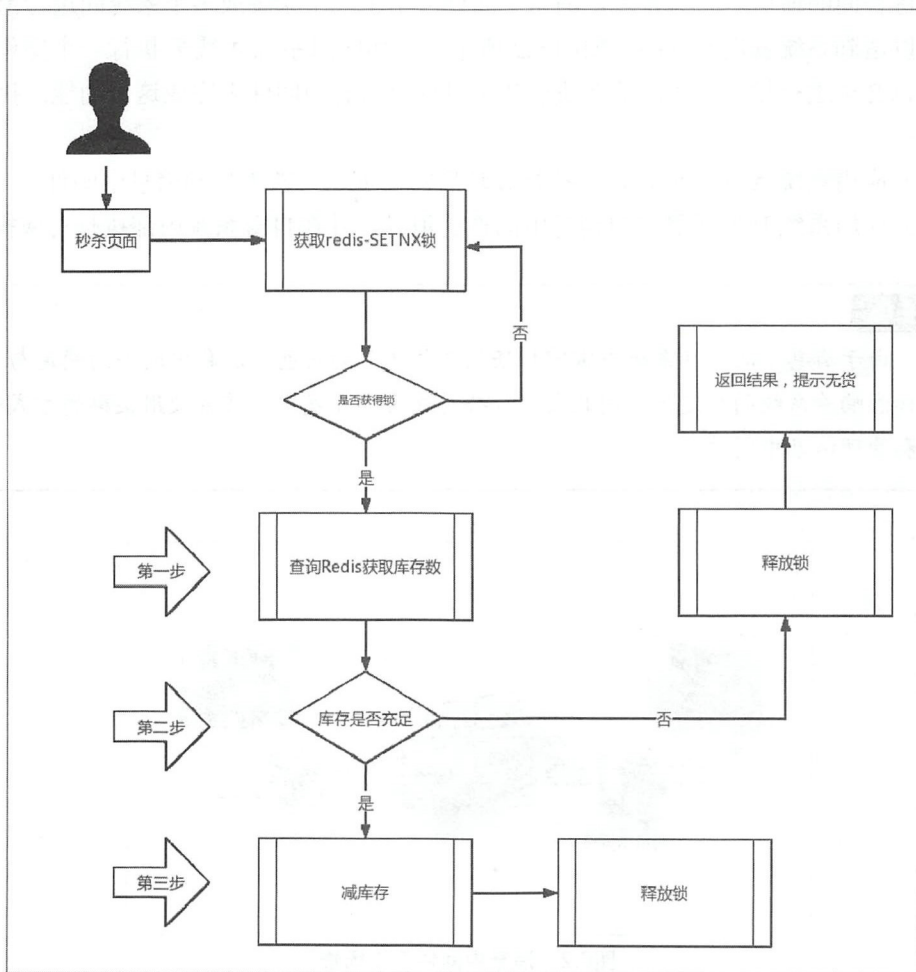 秒杀页面
获取redis-SETNX锁
否
是否获得锁
返回结果，提示无货
是
第一步
查询Redis获取库存数
释放锁
第二步
库存是否充足
否
是
第三步
减库存
释放锁